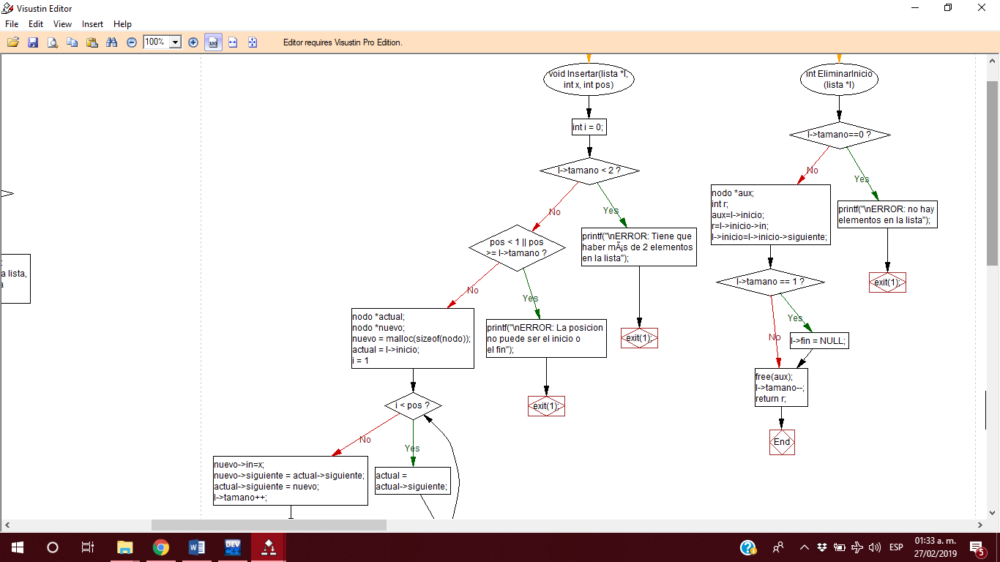 Visustin Editor
File Edit View Insert Help
100%
Editor requires Visustin Pro Edition.
void Insertar(lista *l,
int x, int pos)
int i = 0;
l->tamano < 2 ?
No
Yes
pos < 1 || pos
>= l->tamano ?
printf("\nERROR: Tiene que
haber mÃ¡s de 2 elementos
en la lista");
exit(1);
No
Yes
nodo *actual;
nodo *nuevo;
nuevo = malloc(sizeof(nodo));
actual = l->inicio;
i = 1
printf("\nERROR: La posicion
no puede ser el inicio o
el fin");
exit(1);
i < pos ?
No
Yes
nuevo->in=x;
nuevo->siguiente = actual->siguiente;
actual->siguiente = nuevo;
l->tamano++;
actual =
actual->siguiente;
int EliminarInicio
(lista *l)
l->tamano==0 ?
No
Yes
nodo *aux;
int r;
aux=l->inicio;
r=l->inicio->in;
l->inicio=l->inicio->siguiente;
printf("\nERROR: no hay
elementos en la lista");
exit(1);
l->tamano == 1 ?
Yes
No
l->fin = NULL;
free(aux);
l->tamano--;
return r;
End
a lista,
a
DEV
ESP
01:33 a. m.
27/02/2019
5